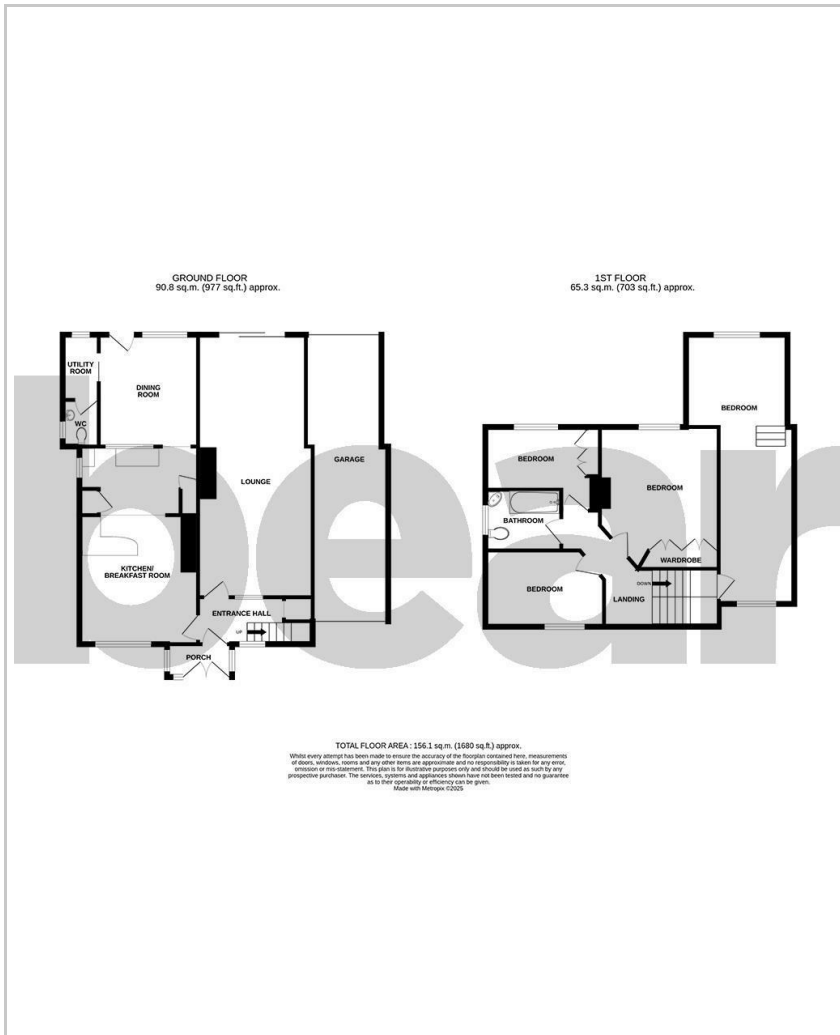 GROUND FLOOR
90.8 sq.m. (977 sq.ft.) approx.
UTILITY
ROOM
DINING
ROOM
WC
LOUNGE
GARAGE
KITCHEN/
BREAKFAST ROOM
ENTRANCE HALL
UP
PORCH
1ST FLOOR
65.3 sq.m. (703 sq.ft.) approx.
BEDROOM
BEDROOM
BEDROOM
BATHROOM
WARDROBE
BEDROOM
DOWN
LANDING
bear
TOTAL FLOOR AREA : 156.1 sq.m. (1680 sq.ft.) approx.
Whilst every attempt has been made to ensure the accuracy of the floorplan contained here, measurements
of doors, windows, rooms and any other items are approximate and no responsibility is taken for any error,
omission or mis-statement. This plan is for illustrative purposes only and should be used as such by any
prospective purchaser. The services, systems and appliances shown have not been tested and no guarantee
as to their operability or efficiency can be given.
Made with Metropix ©2025